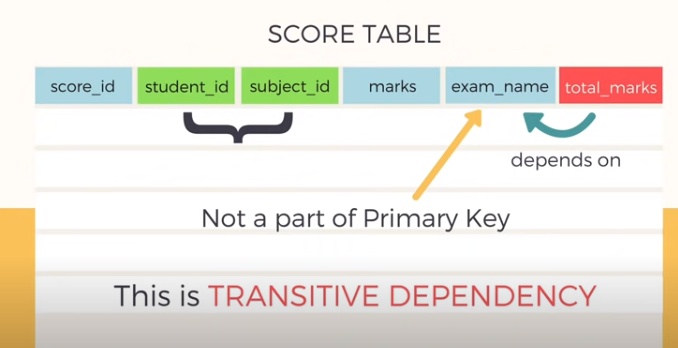 SCORE TABLE
score_id student_id subject_id marks exam_name total_marks
depends on
Not a part of Primary Key
This is TRANSITIVE DEPENDENCY